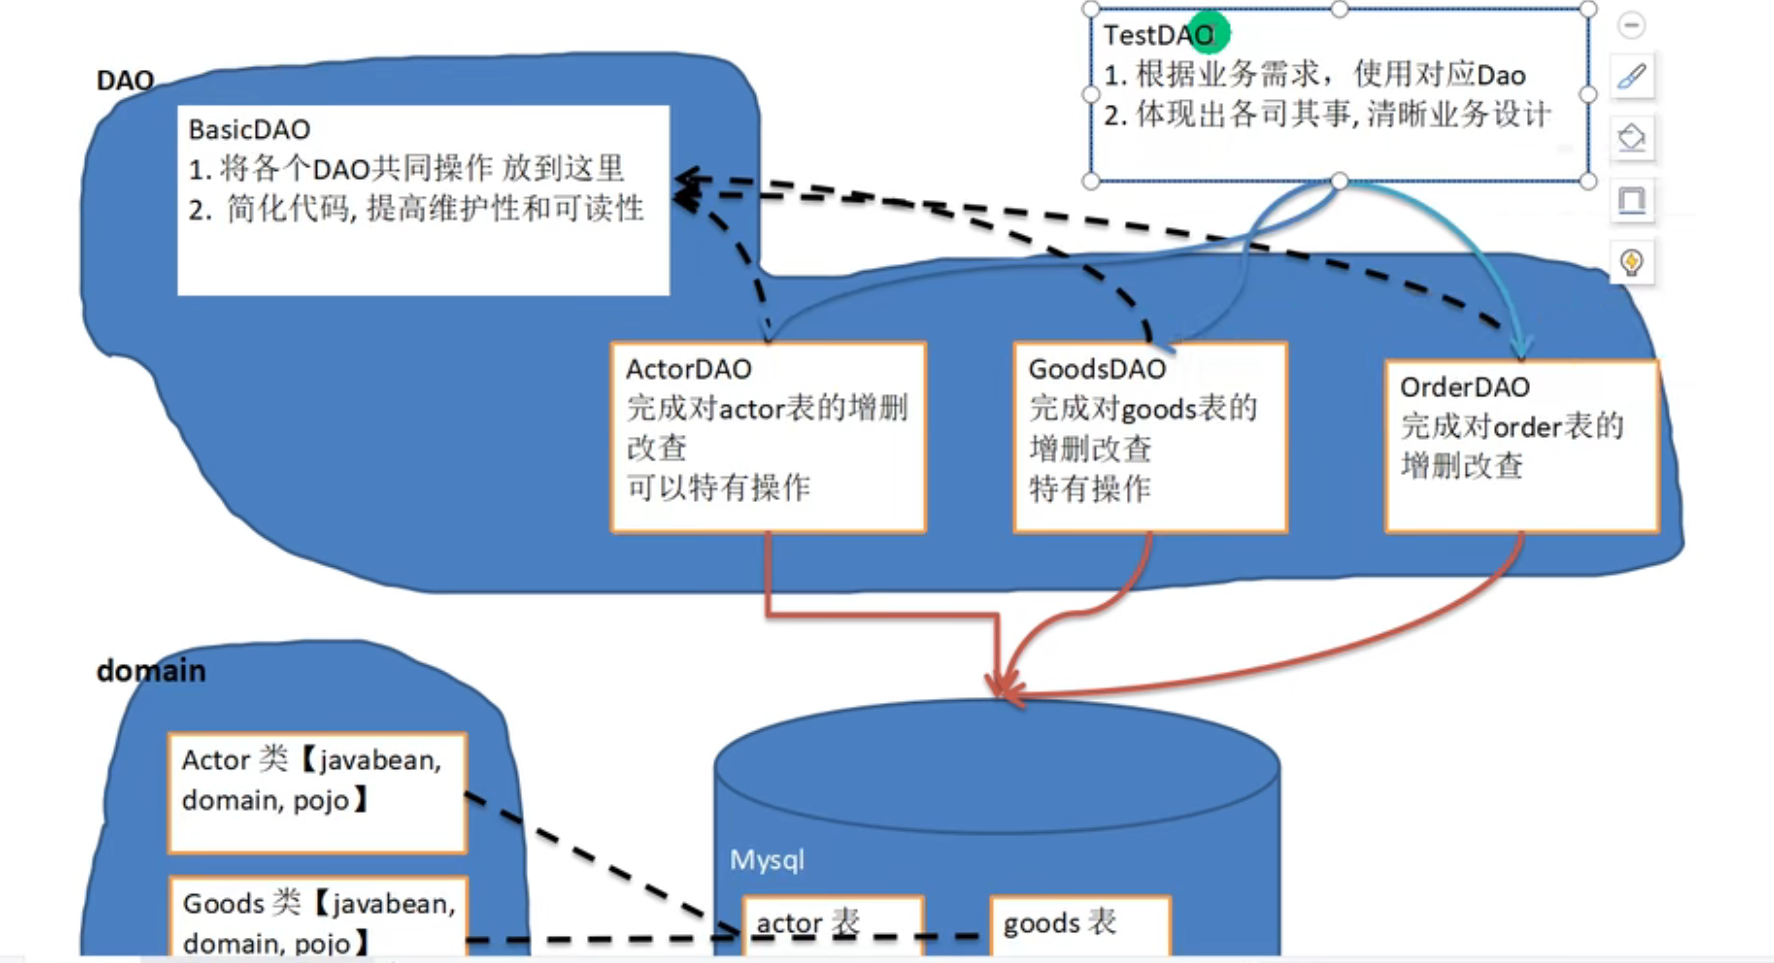 DAO
BasicDAO
1. 将各个DAO共同操作 放到这里
2. 简化代码, 提高维护性和可读性
TestDAO
1. 根据业务需求，使用对应Dao
2. 体现出各司其事, 清晰业务设计
ActorDAO
完成对actor表的增删
改查
可以特有操作
GoodsDAO
完成对goods表的
增删改查
特有操作
OrderDAO
完成对order表的
增删改查
domain
Actor 类【javabean,
domain, pojo】
Goods 类【javabean,
domain, pojo】
Mysql
actor 表
goods 表